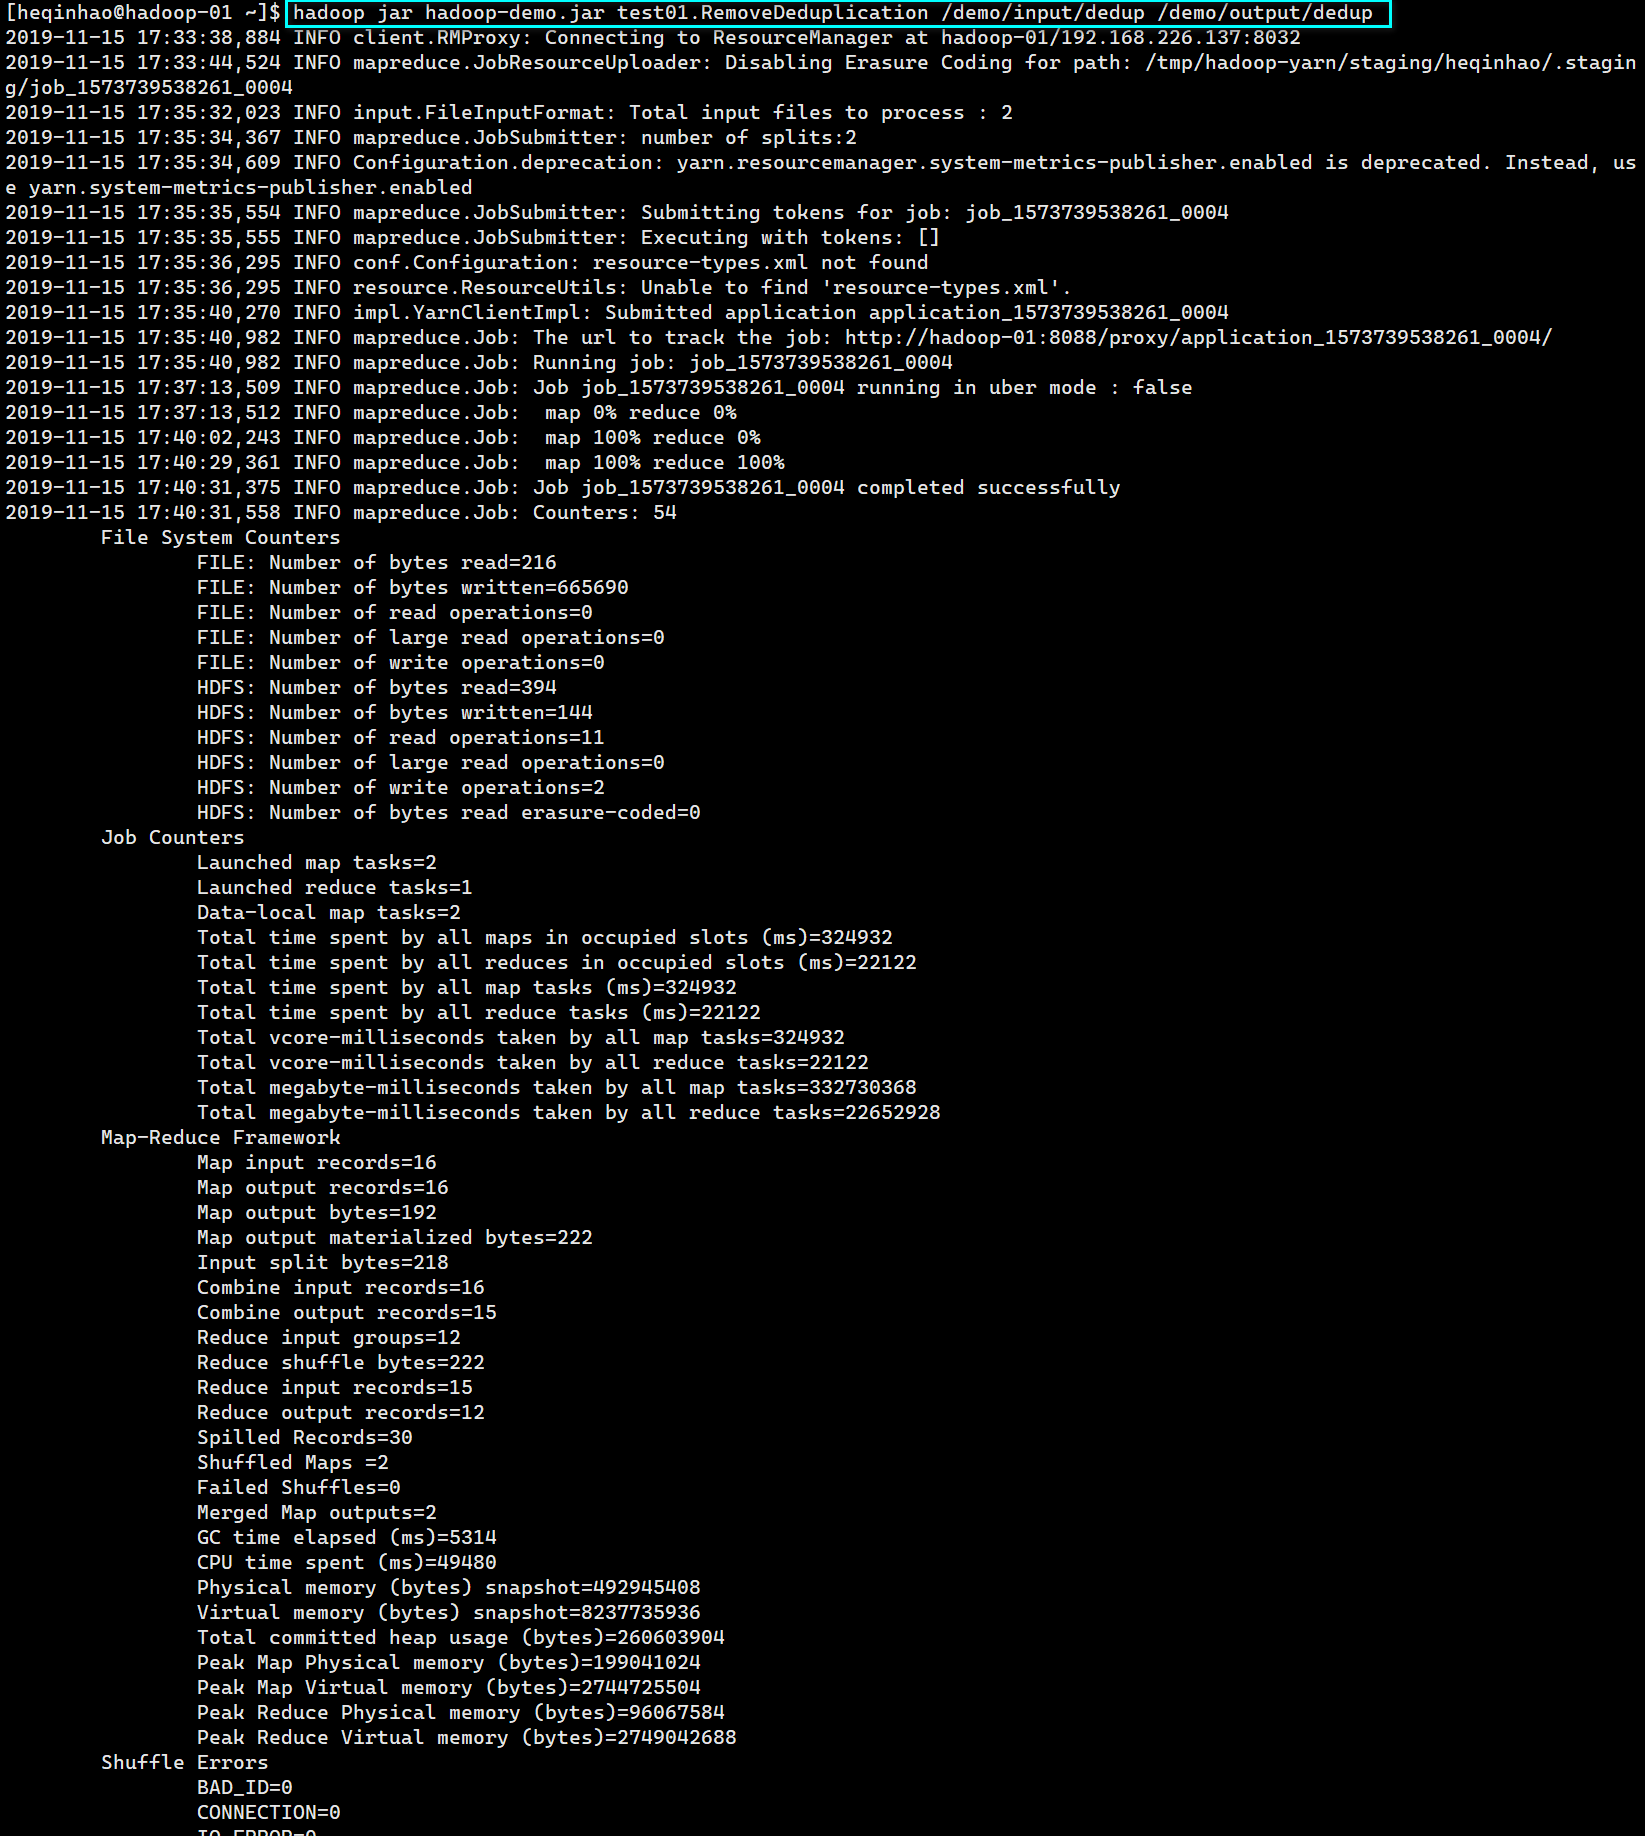 [heqinhao@hadoop-01 ~]$ hadoop jar hadoop-demo.jar test01.RemoveDeduplication /demo/input/dedup /demo/output/dedup
2019-11-15 17:33:38,884 INFO client.RMProxy: Connecting to ResourceManager at hadoop-01/192.168.226.137:8032
2019-11-15 17:33:44,524 INFO mapreduce.JobResourceUploader: Disabling Erasure Coding for path: /tmp/hadoop-yarn/staging/heqinhao/.stagin
g/job_1573739538261_0004
2019-11-15 17:35:32,023 INFO input.FileInputFormat: Total input files to process : 2
2019-11-15 17:35:34,367 INFO mapreduce.JobSubmitter: number of splits:2
2019-11-15 17:35:34,609 INFO Configuration.deprecation: yarn.resourcemanager.system-metrics-publisher.enabled is deprecated. Instead, us
e yarn.system-metrics-publisher.enabled
2019-11-15 17:35:35,554 INFO mapreduce.JobSubmitter: Submitting tokens for job: job_1573739538261_0004
2019-11-15 17:35:35,555 INFO mapreduce.JobSubmitter: Executing with tokens: []
2019-11-15 17:35:36,295 INFO conf.Configuration: resource-types.xml not found
2019-11-15 17:35:36,295 INFO resource.ResourceUtils: Unable to find 'resource-types.xml'.
2019-11-15 17:35:40,270 INFO impl.YarnClientImpl: Submitted application application_1573739538261_0004
2019-11-15 17:35:40,982 INFO mapreduce.Job: The url to track the job: http://hadoop-01:8088/proxy/application_1573739538261_0004/
2019-11-15 17:35:40,982 INFO mapreduce.Job: Running job: job_1573739538261_0004
2019-11-15 17:37:13,509 INFO mapreduce.Job: Job job_1573739538261_0004 running in uber mode : false
2019-11-15 17:37:13,512 INFO mapreduce.Job:  map 0% reduce 0%
2019-11-15 17:40:02,243 INFO mapreduce.Job:  map 100% reduce 0%
2019-11-15 17:40:29,361 INFO mapreduce.Job:  map 100% reduce 100%
2019-11-15 17:40:31,375 INFO mapreduce.Job: Job job_1573739538261_0004 completed successfully
2019-11-15 17:40:31,558 INFO mapreduce.Job: Counters: 54
File System Counters
FILE: Number of bytes read=216
FILE: Number of bytes written=665690
FILE: Number of read operations=0
FILE: Number of large read operations=0
FILE: Number of write operations=0
HDFS: Number of bytes read=394
HDFS: Number of bytes written=144
HDFS: Number of read operations=11
HDFS: Number of large read operations=0
HDFS: Number of write operations=2
HDFS: Number of bytes read erasure-coded=0
Job Counters
Launched map tasks=2
Launched reduce tasks=1
Data-local map tasks=2
Total time spent by all maps in occupied slots (ms)=324932
Total time spent by all reduces in occupied slots (ms)=22122
Total time spent by all map tasks (ms)=324932
Total time spent by all reduce tasks (ms)=22122
Total vcore-milliseconds taken by all map tasks=324932
Total vcore-milliseconds taken by all reduce tasks=22122
Total megabyte-milliseconds taken by all map tasks=332730368
Total megabyte-milliseconds taken by all reduce tasks=22652928
Map-Reduce Framework
Map input records=16
Map output records=16
Map output bytes=192
Map output materialized bytes=222
Input split bytes=218
Combine input records=16
Combine output records=15
Reduce input groups=12
Reduce shuffle bytes=222
Reduce input records=15
Reduce output records=12
Spilled Records=30
Shuffled Maps =2
Failed Shuffles=0
Merged Map outputs=2
GC time elapsed (ms)=5314
CPU time spent (ms)=49480
Physical memory (bytes) snapshot=492945408
Virtual memory (bytes) snapshot=8237735936
Total committed heap usage (bytes)=260603904
Peak Map Physical memory (bytes)=199041024
Peak Map Virtual memory (bytes)=2744725504
Peak Reduce Physical memory (bytes)=96067584
Peak Reduce Virtual memory (bytes)=2749042688
Shuffle Errors
BAD_ID=0
CONNECTION=0
IO_ERROR=0